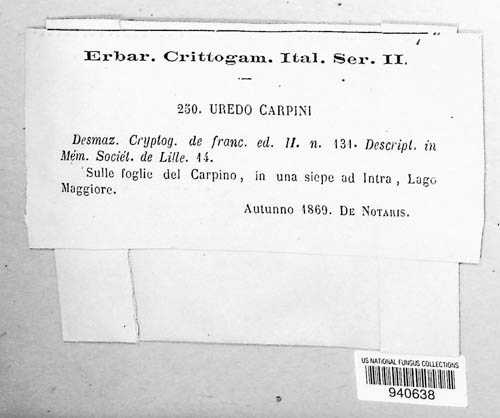 Erbar. Crittogam. Ital. Ser. II.
250. UREDO CARPINI
Desmaz. Cryptog. de franc. ed. II. n. 131. Descript. in
Mém. Sociét. de Lille. 14.
Sulle foglie del Carpino, in una siepe ad Intra, Lago
Maggiore.
Autunno 1869. DE NOTARIS.
US NATIONAL FUNGUS COLLECTIONS
940638